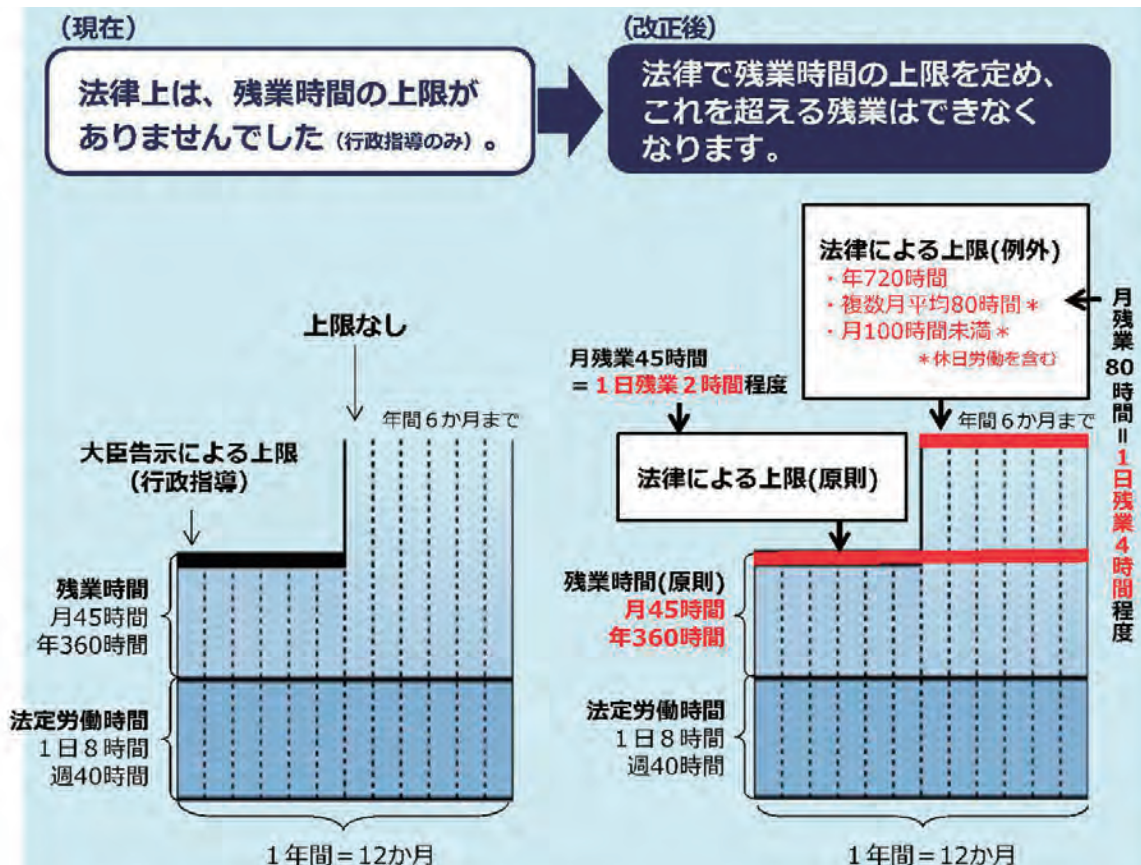 （現在）
法律上は、残業時間の上限が
ありませんでした（行政指導のみ）。
（改正後）
法律で残業時間の上限を定め、
これを超える残業はできなく
なります。
上限なし
年間６か月まで
大臣告示による上限
（行政指導）
残業時間
月45時間
年360時間
法定労働時間
１日８時間
週40時間
１年間＝12か月
法律による上限(例外)
・年720時間
・複数月平均80時間＊
・月100時間未満＊
＊休日労働を含む
月残業80時間＝１日残業４時間程度
月残業45時間
＝１日残業２時間程度
年間６か月まで
法律による上限(原則)
残業時間(原則)
月45時間
年360時間
法定労働時間
１日８時間
週40時間
１年間＝12か月